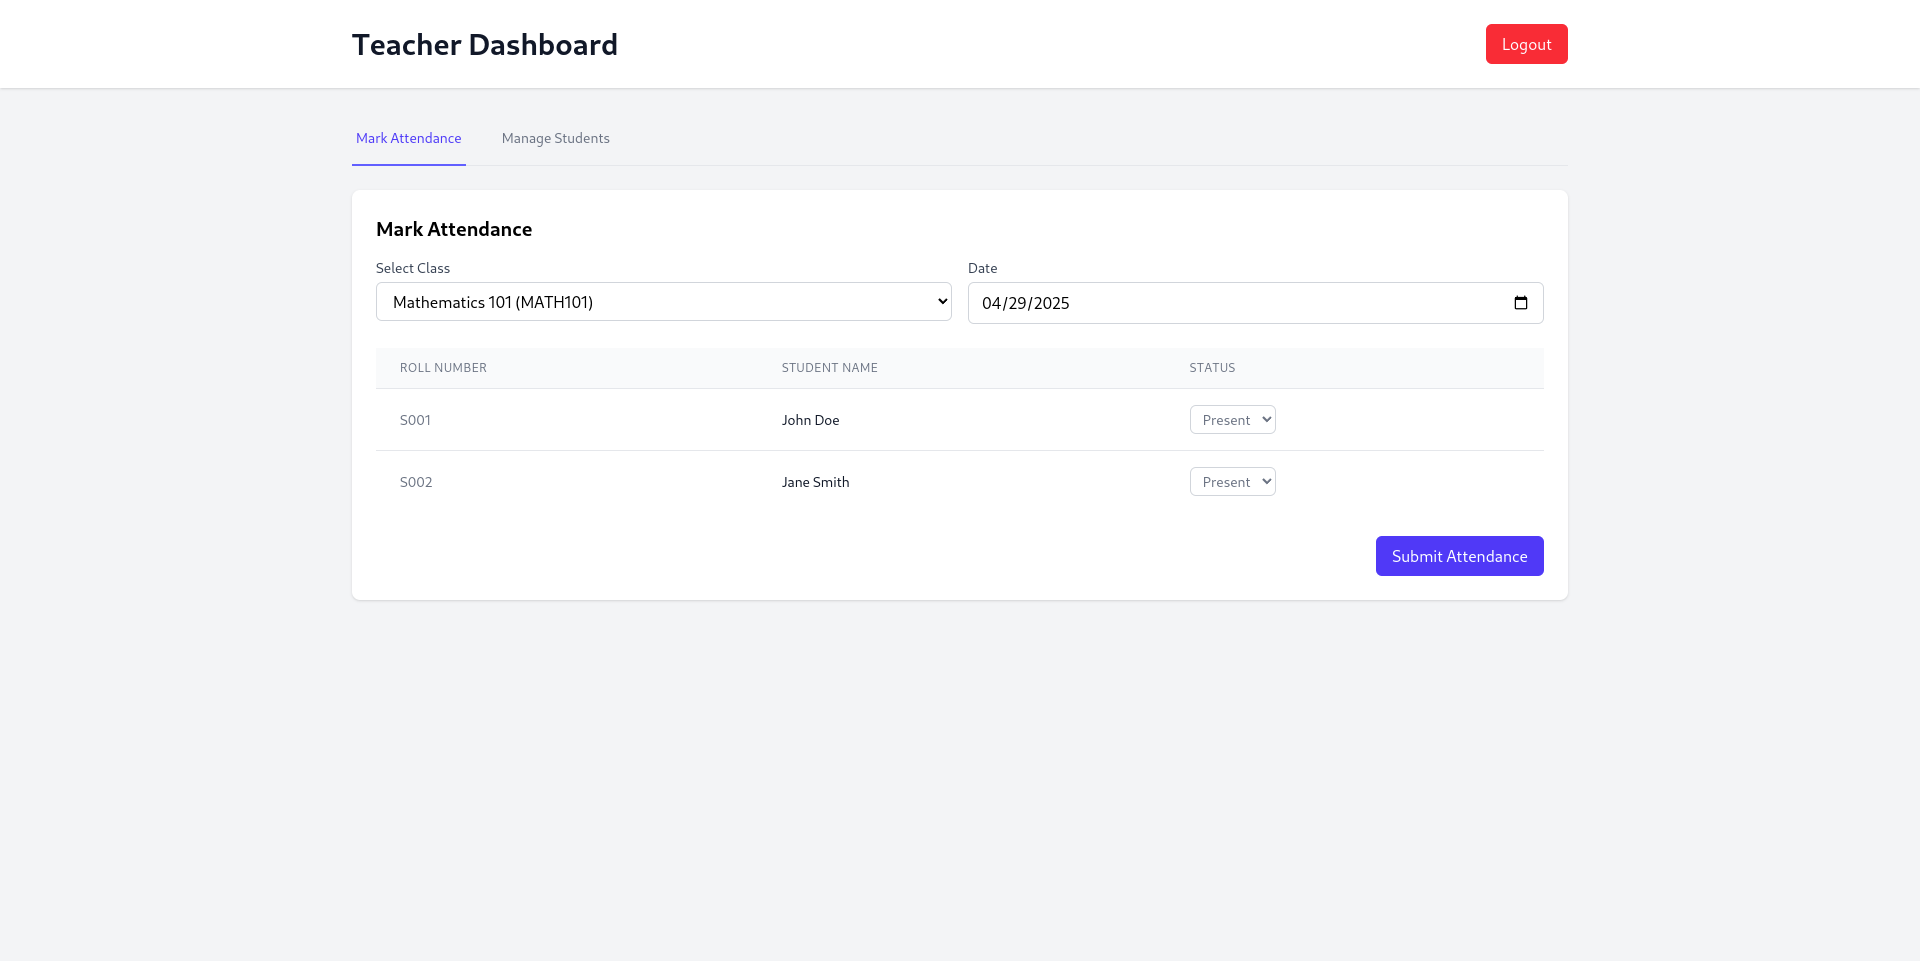 Teacher Dashboard
Logout
Mark Attendance
Manage Students
Mark Attendance
Select Class
Date
Mathematics 101 (MATH101)
04/29/2025
ROLL NUMBER STUDENT NAME STATUS
S001 John Doe Present
S002 Jane Smith Present
Submit Attendance